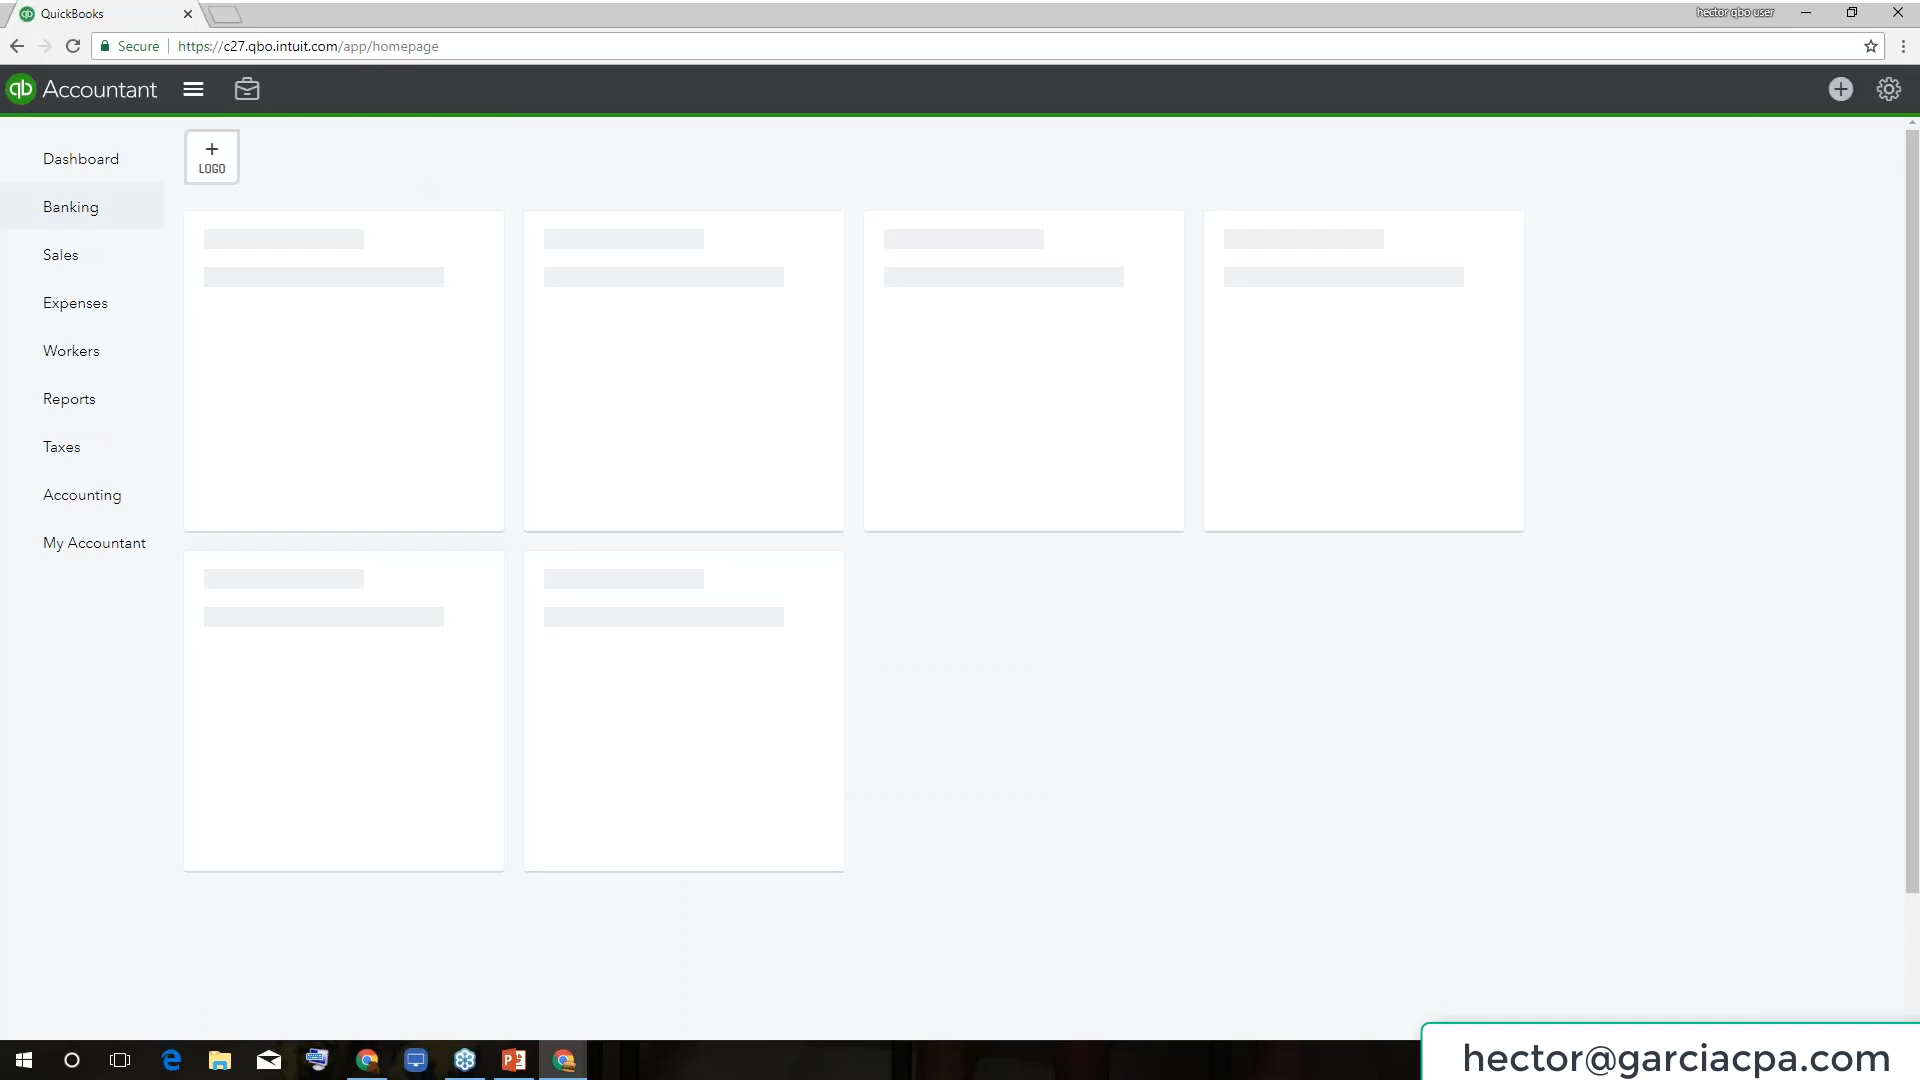 QuickBooks
hector qbo user
Secure
https://c27.qbo.intuit.com/app/homepage
qb Accountant
+
LOGO
Dashboard
Banking
Sales
Expenses
Workers
Reports
Taxes
Accounting
My Accountant
hector@garciacpa.com